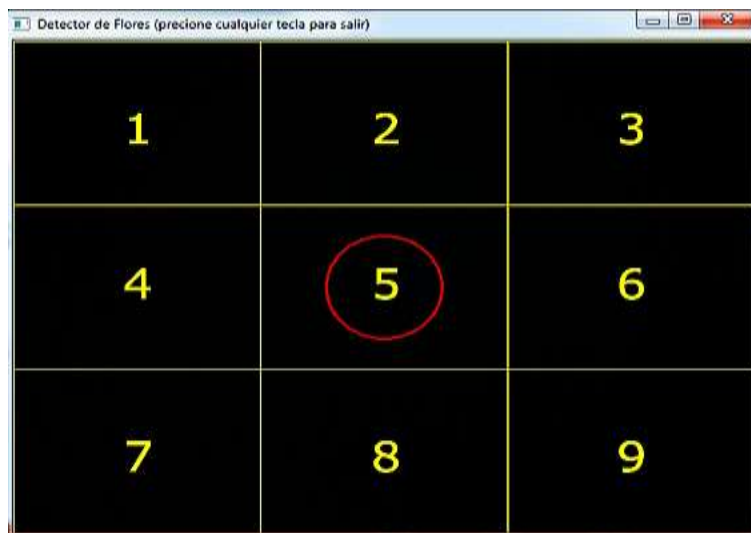 Detector de Flores (precione cualquier tecla para salir)
1 2 3
4 5 6
7 8 9